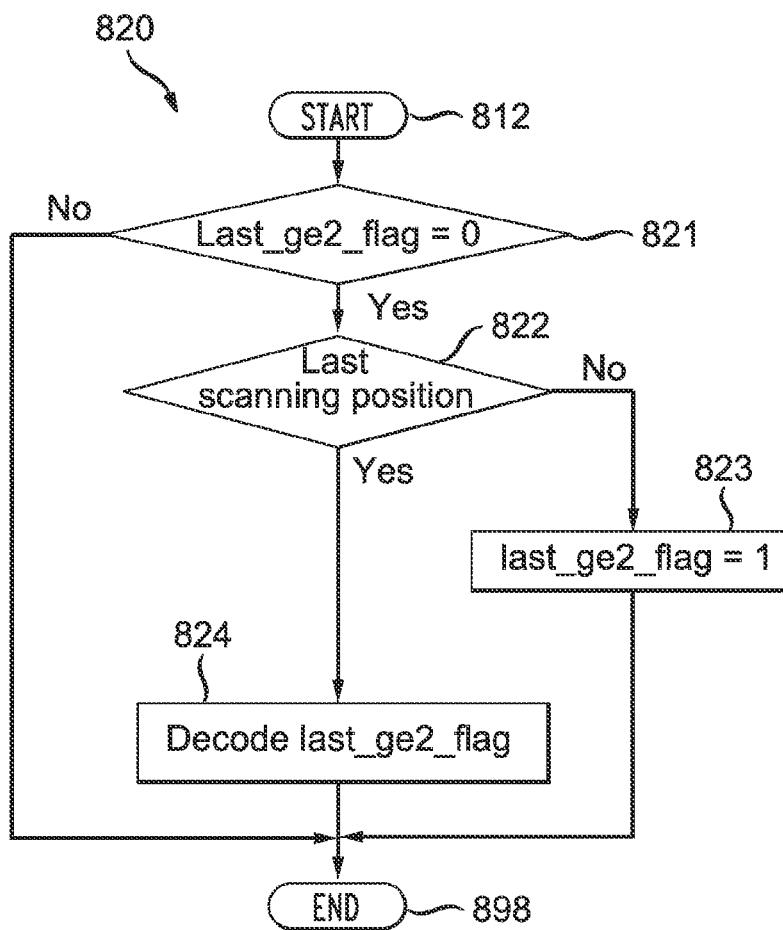 820
START
812
No
Last_ge2_flag = 0
821
Yes
822
Last
scanning position
No
Yes
823
last_ge2_flag = 1
824
Decode last_ge2_flag
END
898